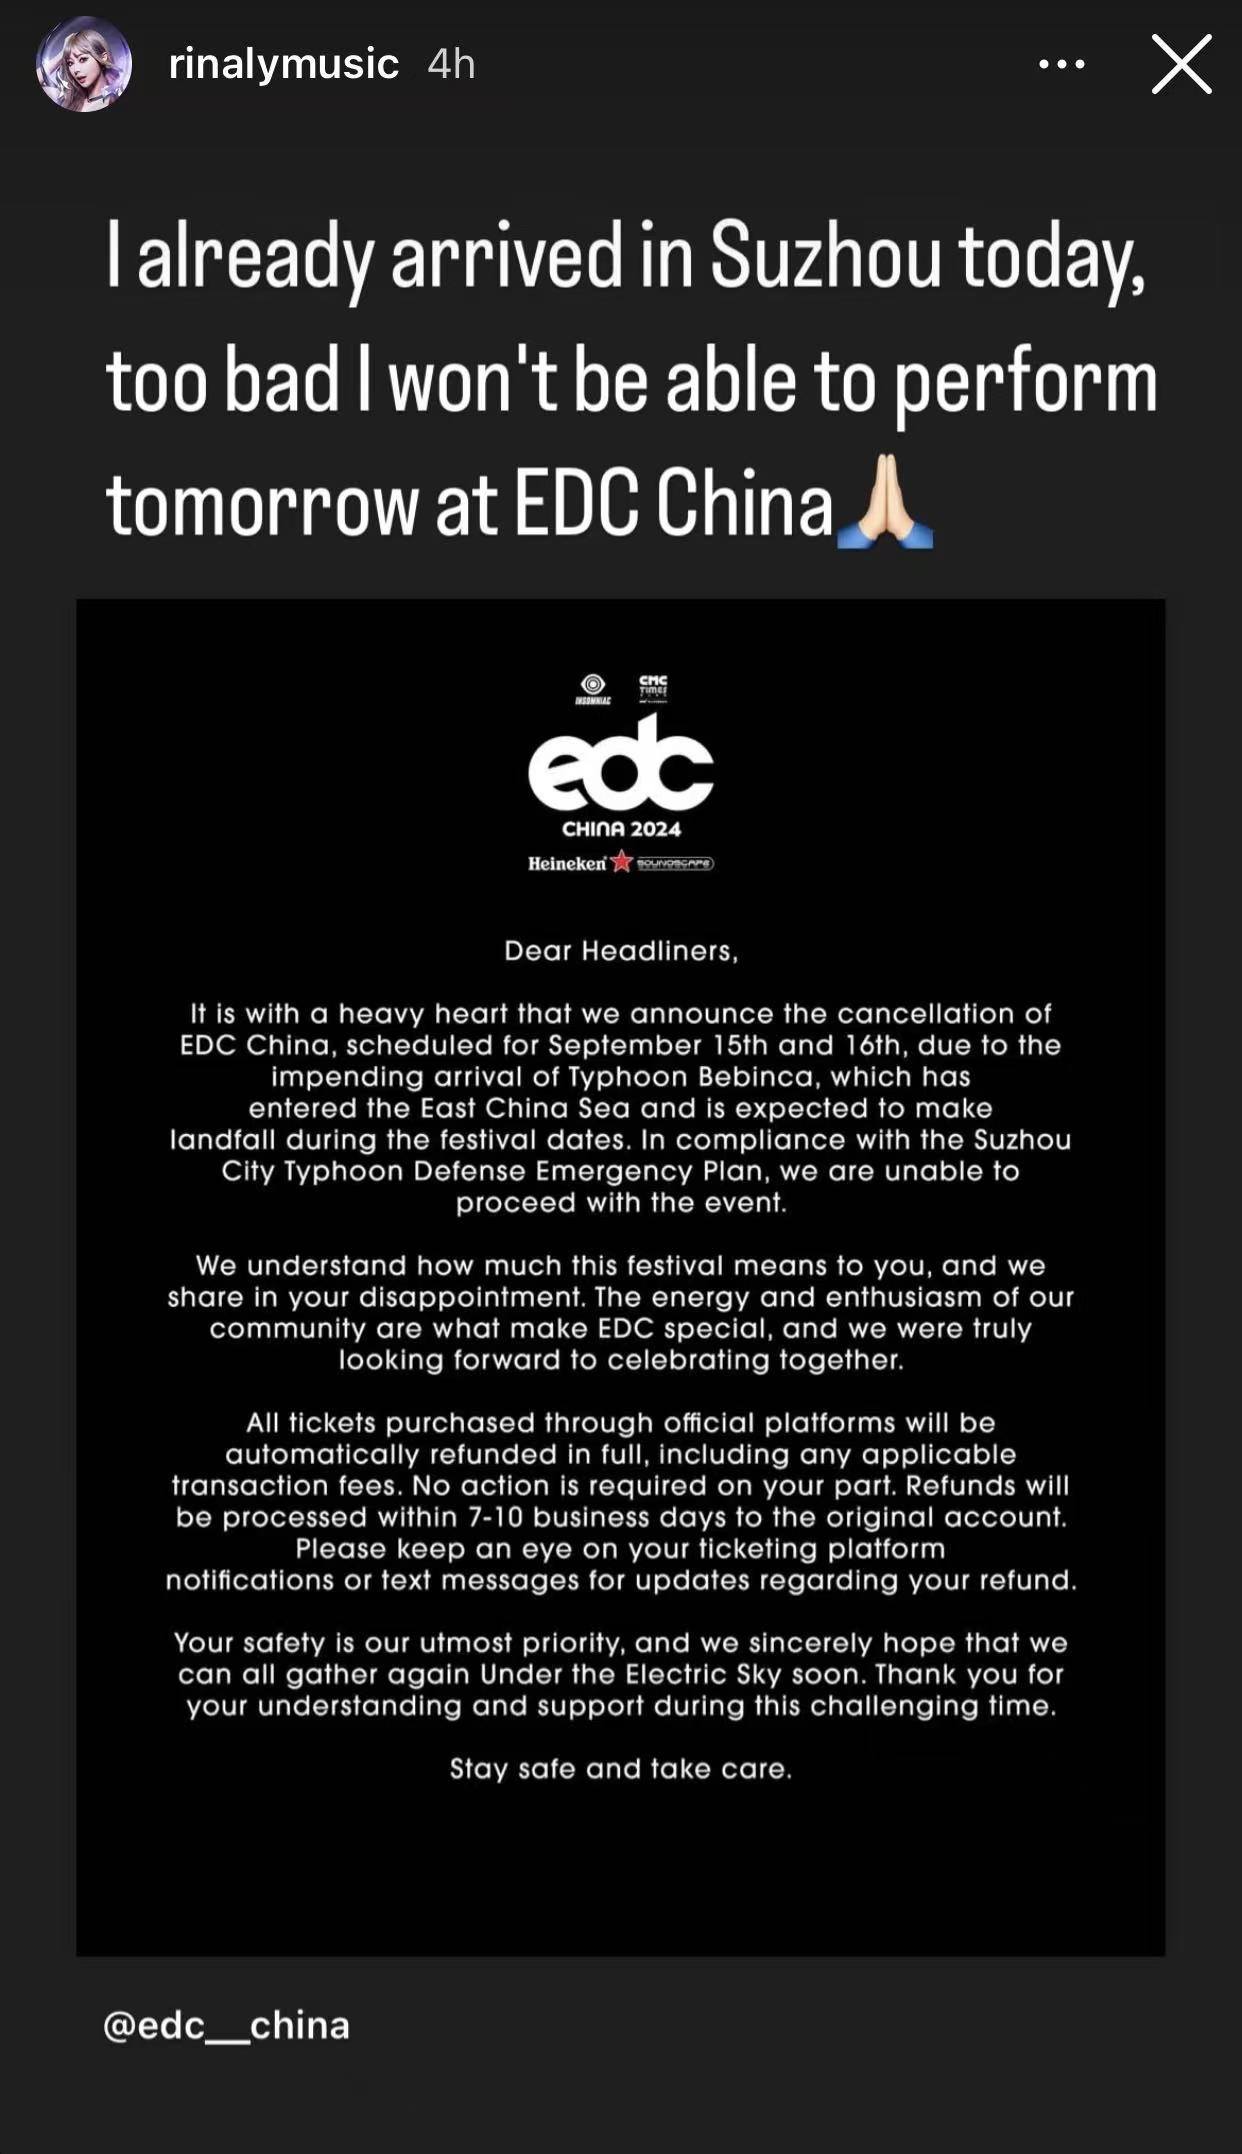 rinalymusic 4h
I already arrived in Suzhou today,
too bad I won't be able to perform
tomorrow at EDC China🙏🏻
INSOMNIAC
CMC
TIMES
edc
CHINA 2024
Heineken SOUNDSCAPE
Dear Headliners,
It is with a heavy heart that we announce the cancellation of
EDC China, scheduled for September 15th and 16th, due to the
impending arrival of Typhoon Bebinca, which has
entered the East China Sea and is expected to make
landfall during the festival dates. In compliance with the Suzhou
City Typhoon Defense Emergency Plan, we are unable to
proceed with the event.
We understand how much this festival means to you, and we
share in your disappointment. The energy and enthusiasm of our
community are what make EDC special, and we were truly
looking forward to celebrating together.
All tickets purchased through official platforms will be
automatically refunded in full, including any applicable
transaction fees. No action is required on your part. Refunds will
be processed within 7-10 business days to the original account.
Please keep an eye on your ticketing platform
notifications or text messages for updates regarding your refund.
Your safety is our utmost priority, and we sincerely hope that we
can all gather again Under the Electric Sky soon. Thank you for
your understanding and support during this challenging time.
Stay safe and take care.
@edc__china